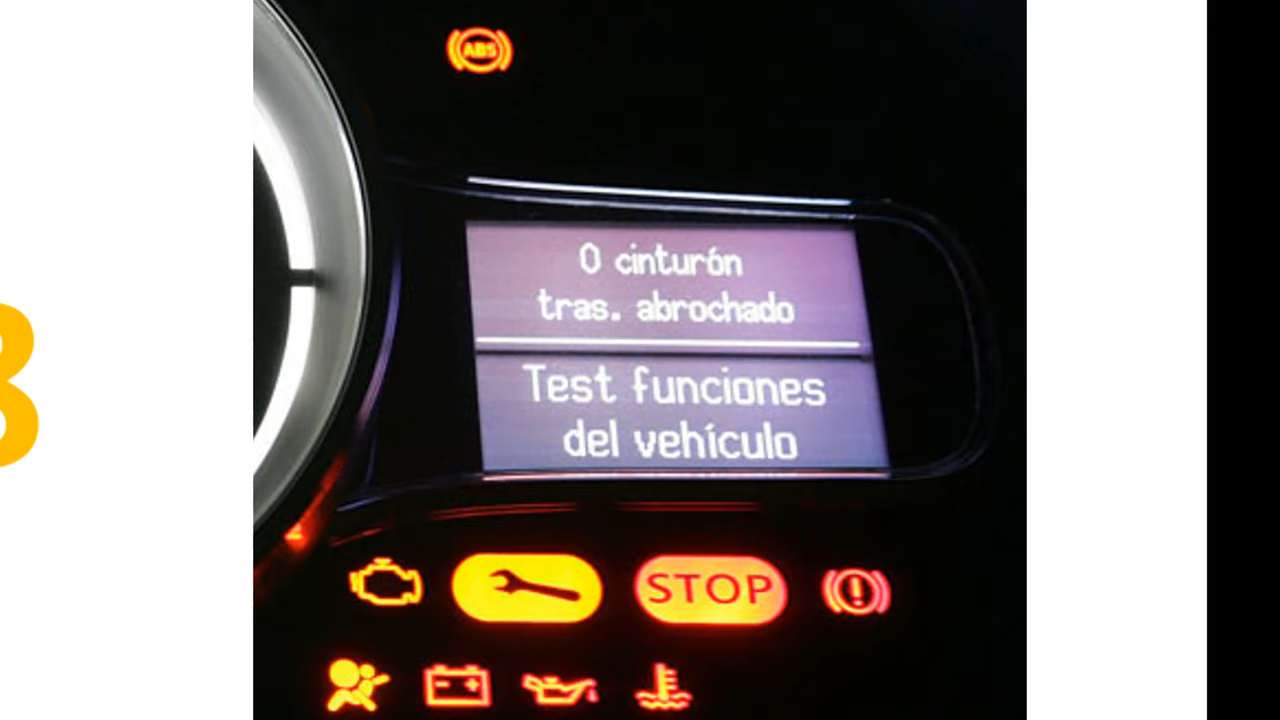 ABS
0 cinturón
tras. abrochado
Test funciones
del vehículo
STOP